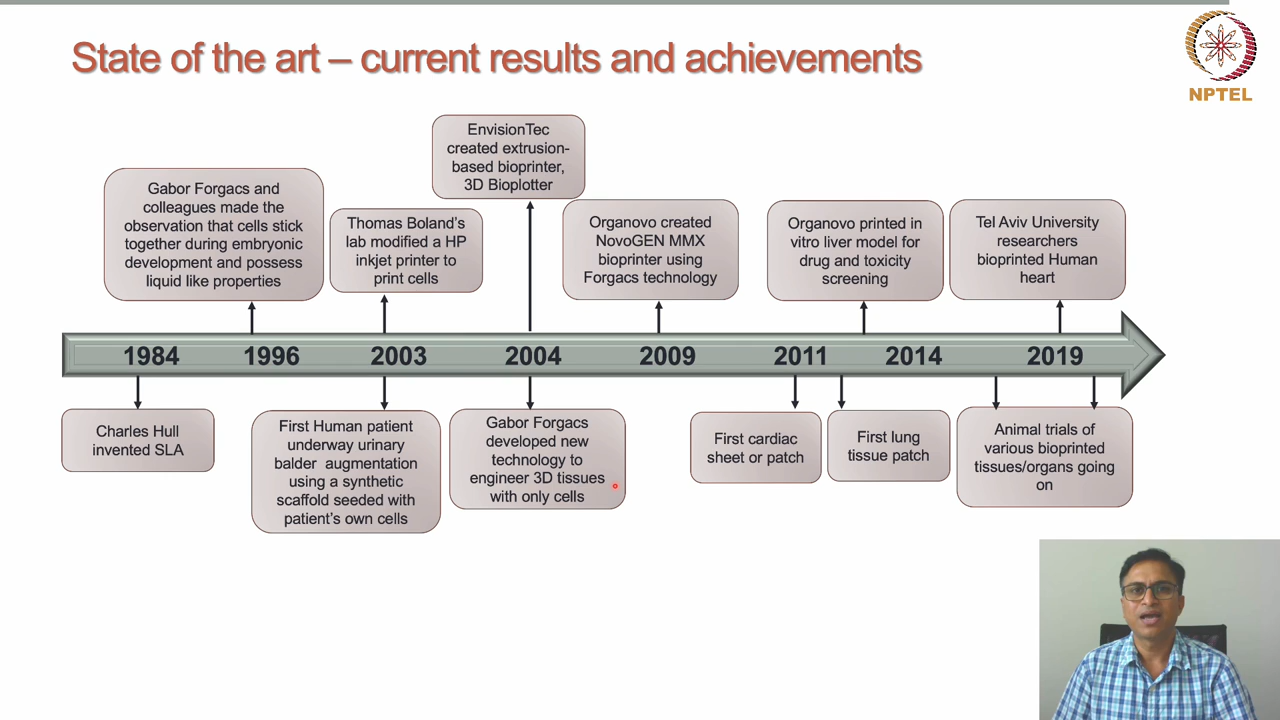 State of the art – current results and achievements
NPTEL
EnvisionTec
created extrusion-
based bioprinter,
3D Bioplotter
Gabor Forgacs and
colleagues made the
observation that cells stick
together during embryonic
development and possess
liquid like properties
Thomas Boland's
lab modified a HP
inkjet printer to
print cells
Organovo created
NovoGEN MMX
bioprinter using
Forgacs technology
Organovo printed in
vitro liver model for
drug and toxicity
screening
Tel Aviv University
researchers
bioprinted Human
heart
1984 1996 2003 2004 2009 2011 2014 2019
Charles Hull
invented SLA
First Human patient
underway urinary
balder augmentation
using a synthetic
scaffold seeded with
patient's own cells
Gabor Forgacs
developed new
technology to
engineer 3D tissues
with only cells
First cardiac
sheet or patch
First lung
tissue patch
Animal trials of
various bioprinted
tissues/organs going
on